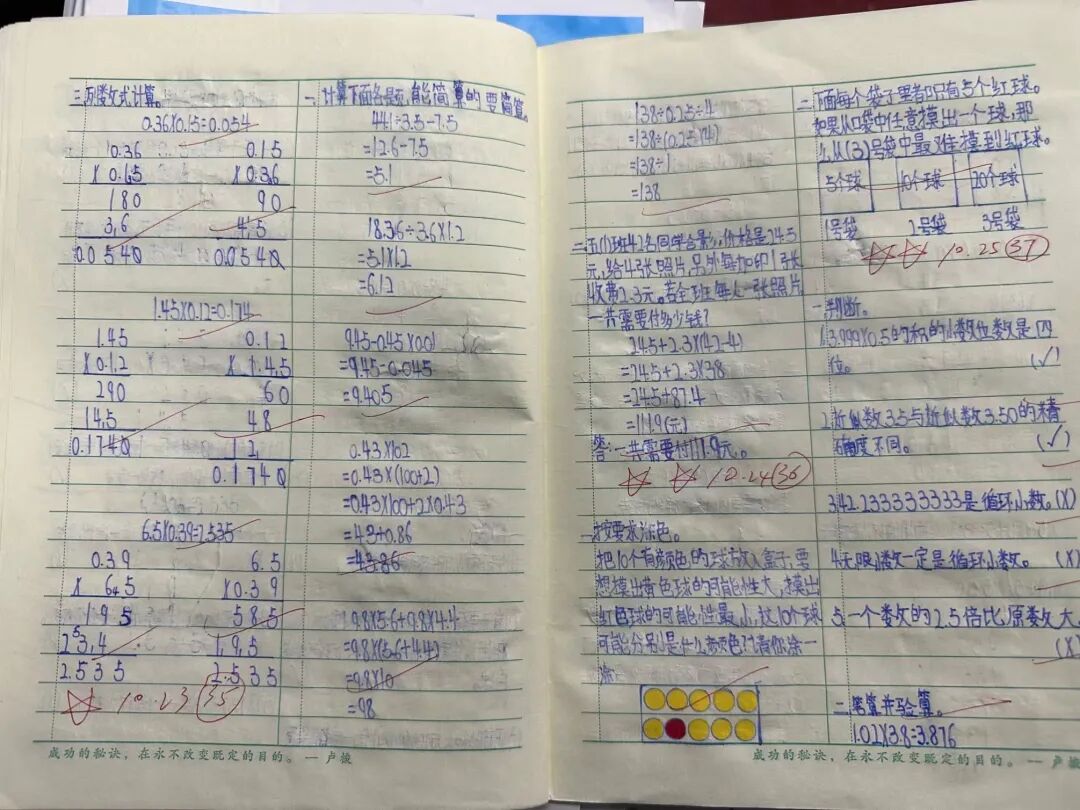 三、列竖式计算。
0.36×0.15=0.054
0.36
×0.15
180
3 6
0.0540
0.15
×0.36
90
45
0.0540
1.45×0.12=0.174
1.45
×0.12
290
145
0.1740
0.12
×1.45
60
48
12
0.1740
6.5×0.39=2.535
0.39
×6.5
195
234
2.535
6.5
×0.39
585
195
2.535
10.23 35
一、计算下面各题,能简算的要简算。
44.1÷3.5-7.5
=12.6-7.5
=5.1
18.36÷3.6×1.2
=5.1×1.2
=6.12
9.45-0.45×0.1
=9.45-0.045
=9.405
0.43×102
=0.43×(100+2)
=0.43×100+2×0.43
=43+0.86
=43.86
9.8×5.6+9.8×4.4
=9.8×(5.6+4.4)
=9.8×10
=98
成功的秘诀,在永不改变既定的目的。 — 卢梭
138÷0.25÷4
=138÷(0.25×4)
=138÷1
=138
二、五(1)班42名同学合影,价格是24.5
元,给4张照片,另外每加印1张
收费2.3元。若全班每人一张照片
一共需要付多少钱?
24.5+2.3×(42-4)
=24.5+2.3×38
=24.5+87.4
=111.9(元)
答:一共需要付111.9元。
10.24 36
一、按要求涂色。
把10个有颜色的球放入盒子,要
想摸出黄色球的可能性大,摸出
红色球的可能性最小,这10个球
可能分别是什么颜色?请你涂一
涂
二、下面每个袋子里都只有3个红球。
如果从口袋中任意摸出一个球,那
么从(3)号袋中最难摸到红球。
5个球 10个球 20个球
1号袋 2号袋 3号袋
10.25 37
一、判断。
1.3.999×0.5的积的小数位数是四
位。 (√)
2.近似数3.5与近似数3.50的精
确度不同。 (√)
3.42.2333333333是循环小数。(X)
4.无限小数一定是循环小数。 (X)
5.一个数的2.5倍比原数大。
(X)
二、笔算并验算。
1.02×3.8=3.876
成功的秘诀,在永不改变既定的目的。 — 卢梭